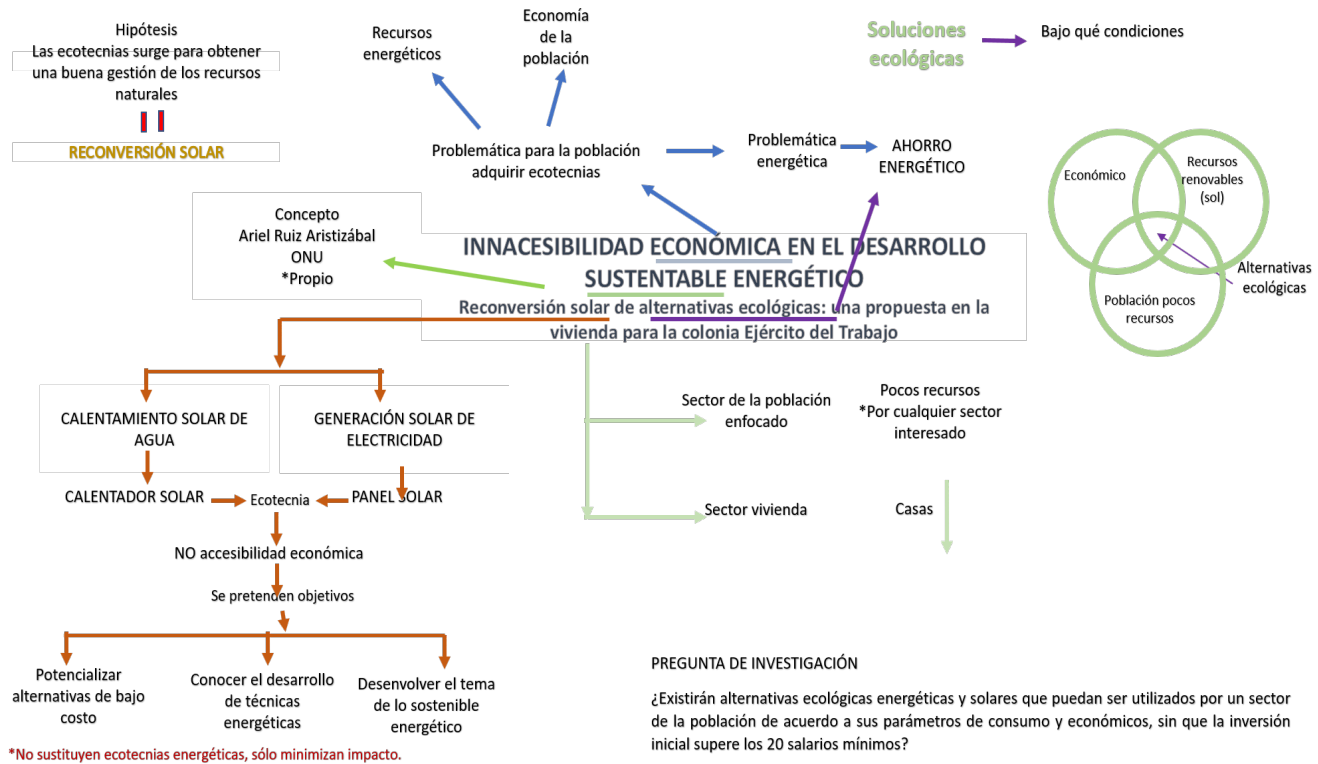 Hipótesis
Las ecotecnias surge para obtener
una buena gestión de los recursos
naturales
RECONVERSIÓN SOLAR
Recursos
energéticos
Economía
de la
población
Soluciones
ecológicas
Bajo qué condiciones
Problemática para la población
adquirir ecotecnias
Problemática
energética
AHORRO
ENERGÉTICO
Económico
Recursos
renovables
(sol)
Población pocos
recursos
Alternativas
ecológicas
Concepto
Ariel Ruiz Aristizábal
ONU
*Propio
INNACESIBILIDAD ECONÓMICA EN EL DESARROLLO
SUSTENTABLE ENERGÉTICO
Reconversión solar de alternativas ecológicas: una propuesta en la
vivienda para la colonia Ejército del Trabajo
CALENTAMIENTO SOLAR DE
AGUA
GENERACIÓN SOLAR DE
ELECTRICIDAD
CALENTADOR SOLAR
Ecotecnia
PANEL SOLAR
NO accesibilidad económica
Se pretenden objetivos
Potencializar
alternativas de bajo
costo
Conocer el desarrollo
de técnicas
energéticas
Desenvolver el tema
de lo sostenible
energético
*No sustituyen ecotecnias energéticas, sólo minimizan impacto.
Sector de la población
enfocado
Pocos recursos
*Por cualquier sector
interesado
Sector vivienda
Casas
PREGUNTA DE INVESTIGACIÓN
¿Existirán alternativas ecológicas energéticas y solares que puedan ser utilizados por un sector
de la población de acuerdo a sus parámetros de consumo y económicos, sin que la inversión
inicial supere los 20 salarios mínimos?